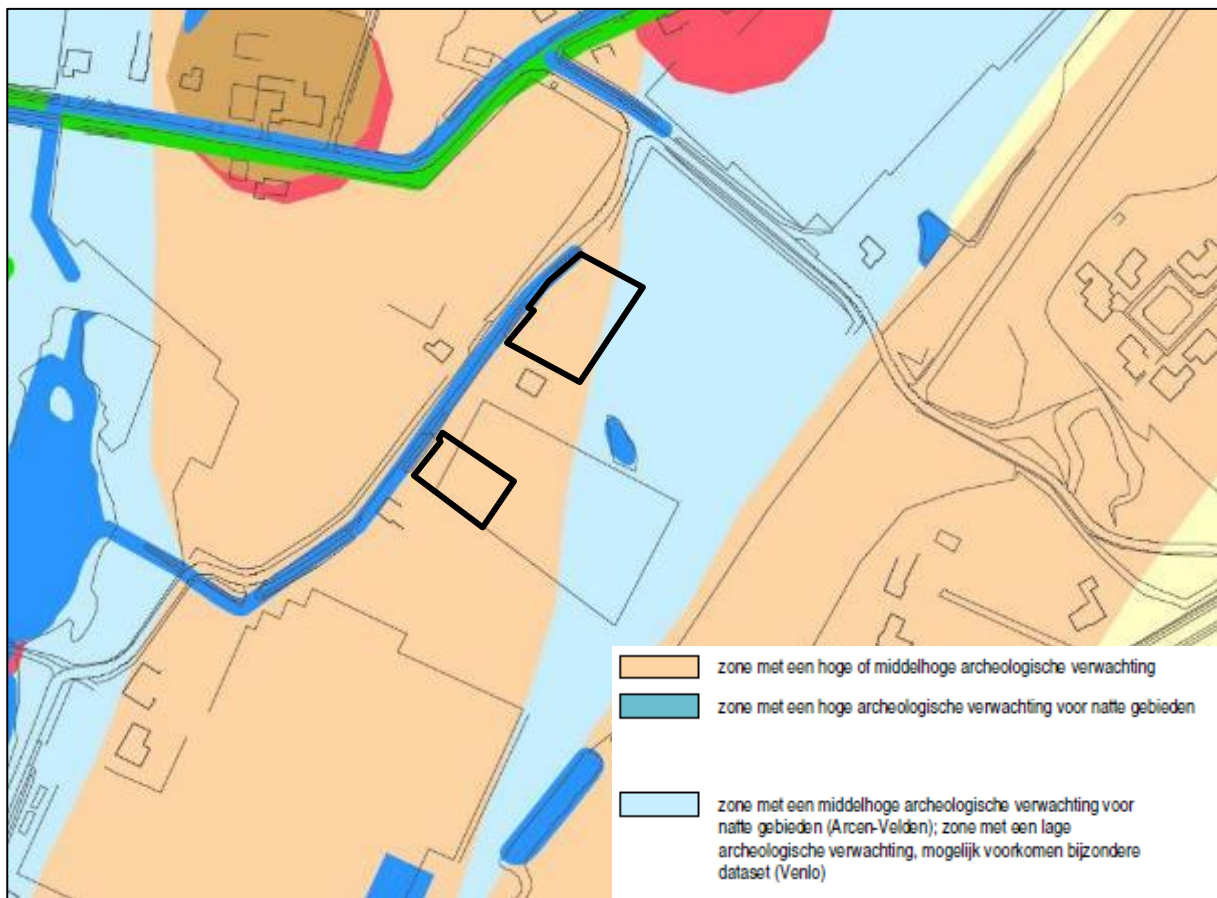 zone met een hoge of middelhoge archeologische verwachting
zone met een hoge archeologische verwachting voor natte gebieden
zone met een middelhoge archeologische verwachting voor
natte gebieden (Arcen-Velden); zone met een lage
archeologische verwachting, mogelijk voorkomen bijzondere
dataset (Venlo)